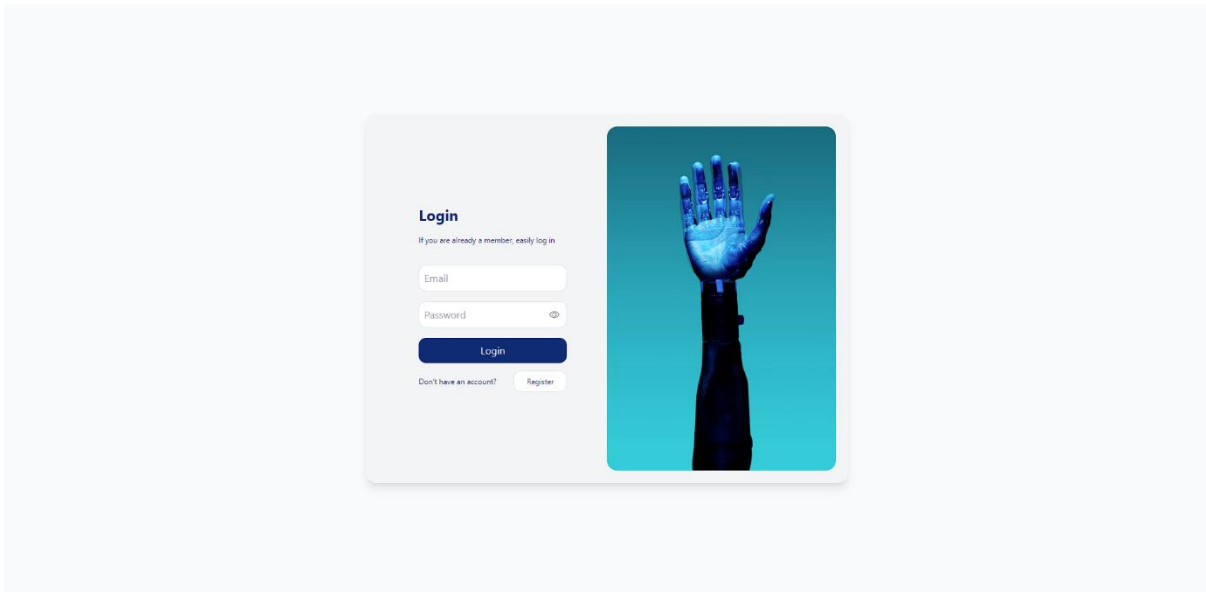 Login
If you are already a member, easily log in
Email
Password
Login
Don't have an account?
Register